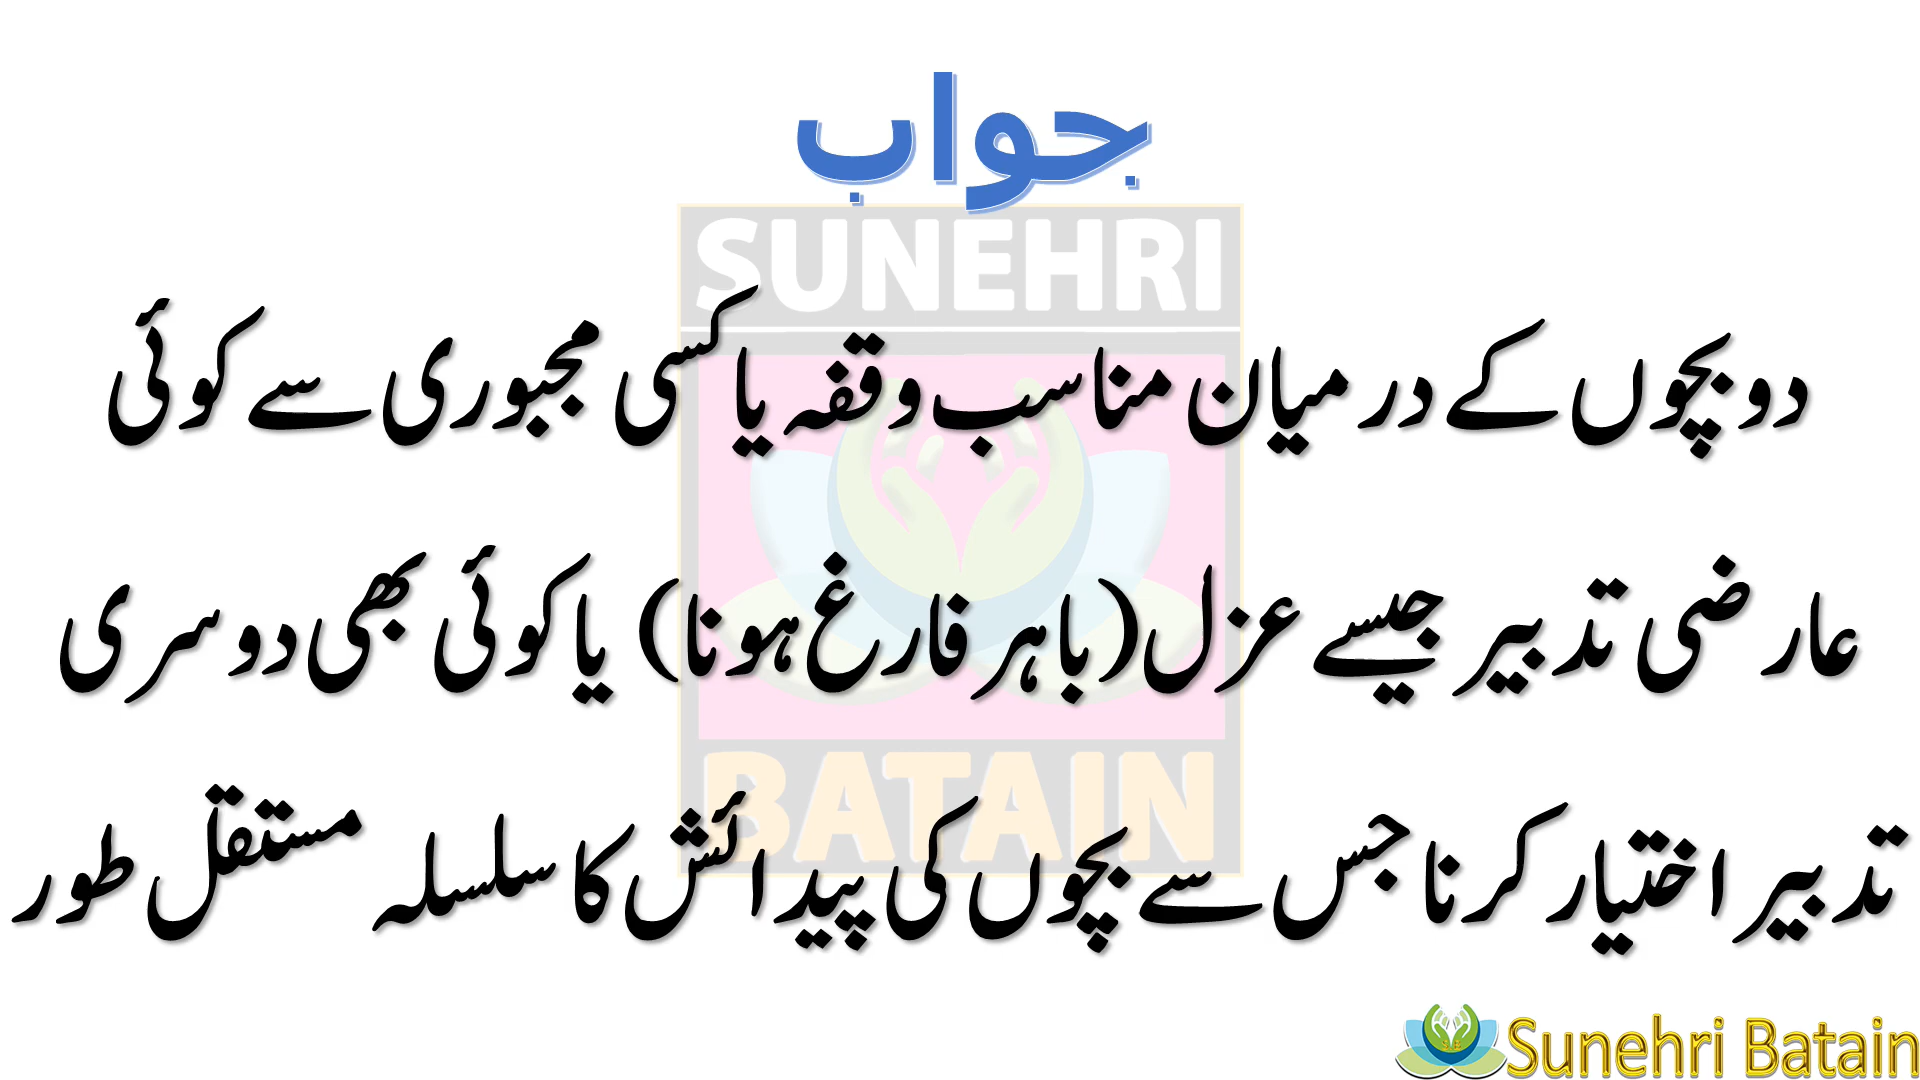 جواب
SUNEHRI
دو بچوں کے درمیان مناسب وقفہ یا کسی مجبوری سے کوئی
عارضی تدبیر جیسے عزل (باہر فارغ ہونا) یا کوئی بھی دوسری
BATAIN
تدبیر اختیار کرنا جس سے بچوں کی پیدائش کا سلسلہ مستقل طور
Sunehri Batain